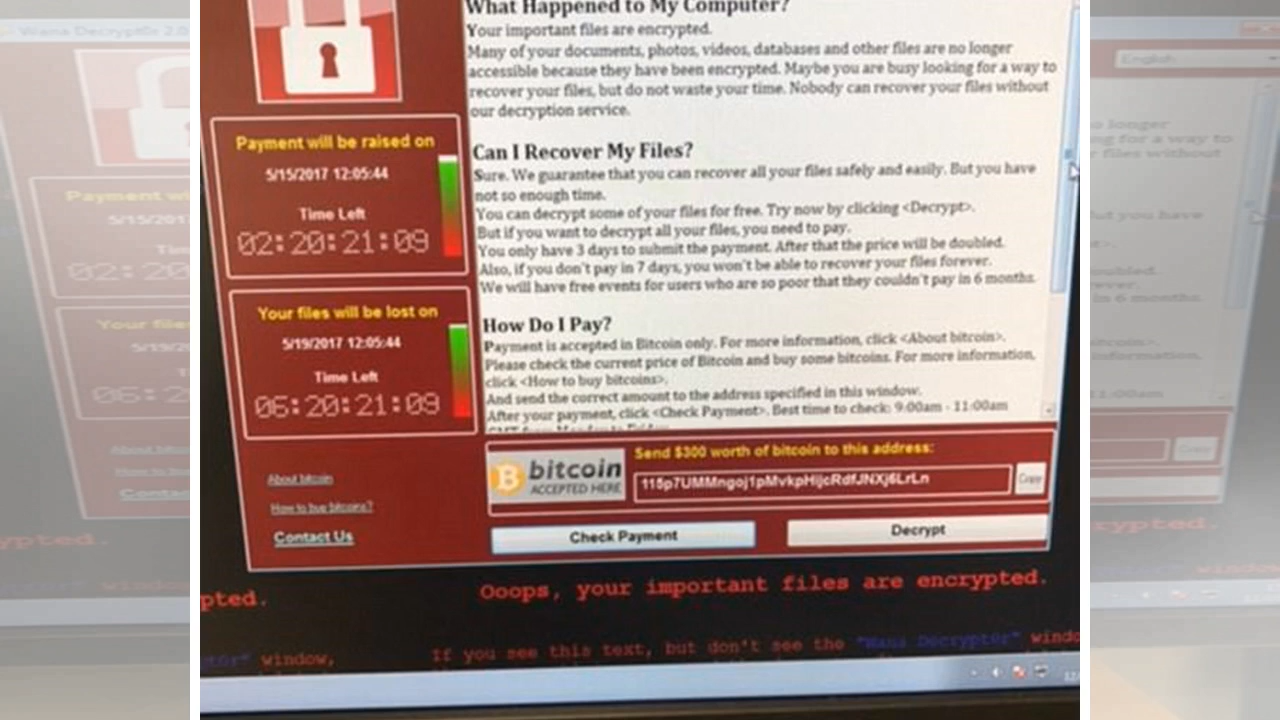 What Happened to My Computer?
Your important files are encrypted.
Many of your documents, photos, videos, databases and other files are no longer
accessible because they have been encrypted. Maybe you are busy looking for a way to
recover your files, but do not waste your time. Nobody can recover your files without
our decryption service.
Can I Recover My Files?
Sure. We guarantee that you can recover all your files safely and easily. But you have
not so enough time.
You can decrypt some of your files for free. Try now by clicking <Decrypt>.
But if you want to decrypt all your files, you need to pay.
You only have 3 days to submit the payment. After that the price will be doubled.
Also, if you don't pay in 7 days, you won't be able to recover your files forever.
We will have free events for users who are so poor that they couldn't pay in 6 months.
How Do I Pay?
Payment is accepted in Bitcoin only. For more information, click <About bitcoin>.
Please check the current price of Bitcoin and buy some bitcoins. For more information,
click <How to buy bitcoins>.
And send the correct amount to the address specified in this window.
After your payment, click <Check Payment>. Best time to check: 9:00am - 11:00am
Payment will be raised on
5/15/2017 12:05:44
Time Left
02:20:21:09
Your files will be lost on
5/19/2017 12:05:44
Time Left
06:20:21:09
About bitcoin
How to buy bitcoins?
Contact Us
bitcoin
ACCEPTED HERE
Send $300 worth of bitcoin to this address:
115p7UMMngoj1pMvkpHijcRdfJNXj6LrLn
Copy
Check Payment
Decrypt
pted.
Ooops, your important files are encrypted.
window,
If you see this text, but don't see the "Wana Decryptor" windo